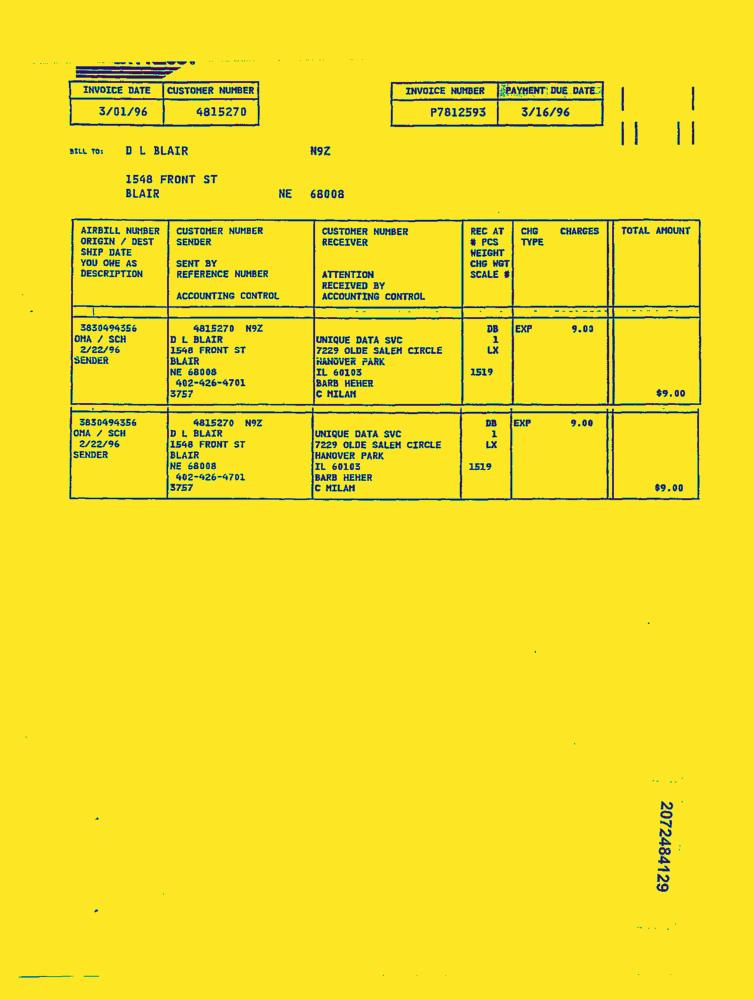 INVOICE DATE CUSTOMER NUMBER INVOICE NUMBER PAYMENT DUE DATE
3/01/96 4815270 P7812593 3/16/96
BILL TO: D L BLAIR N9Z
1548 FRONT ST
BLAIR NE 68008
AIRBILL NUMBER CUSTOMER NUMBER CUSTOMER NUMBER REC AT CHG CHARGES TOTAL AMOUNT
ORIGIN / DEST SENDER RECEIVER # PCS TYPE
SHIP DATE WEIGHT
YOU OWE AS SENT BY CHG WGT
DESCRIPTION REFERENCE NUMBER ATTENTION SCALE #
RECEIVED BY
ACCOUNTING CONTROL ACCOUNTING CONTROL
3830494356 4815270 N9Z DB EXP 9.00
OMA / SCH D L BLAIR UNIQUE DATA SVC 1
2/22/96 1548 FRONT ST 7229 OLDE SALEM CIRCLE LX
SENDER BLAIR HANOVER PARK
NE 68008 IL 60103 1519
402-426-4701 BARB HEHER
3757 C MILAM $9.00
3830494356 4815270 N9Z DB EXP 9.00
OMA / SCH D L BLAIR UNIQUE DATA SVC 1
2/22/96 1548 FRONT ST 7229 OLDE SALEM CIRCLE LX
SENDER BLAIR HANOVER PARK
NE 68008 IL 60103 1519
402-426-4701 BARB HEHER
3757 C MILAM $9.00
2072484129